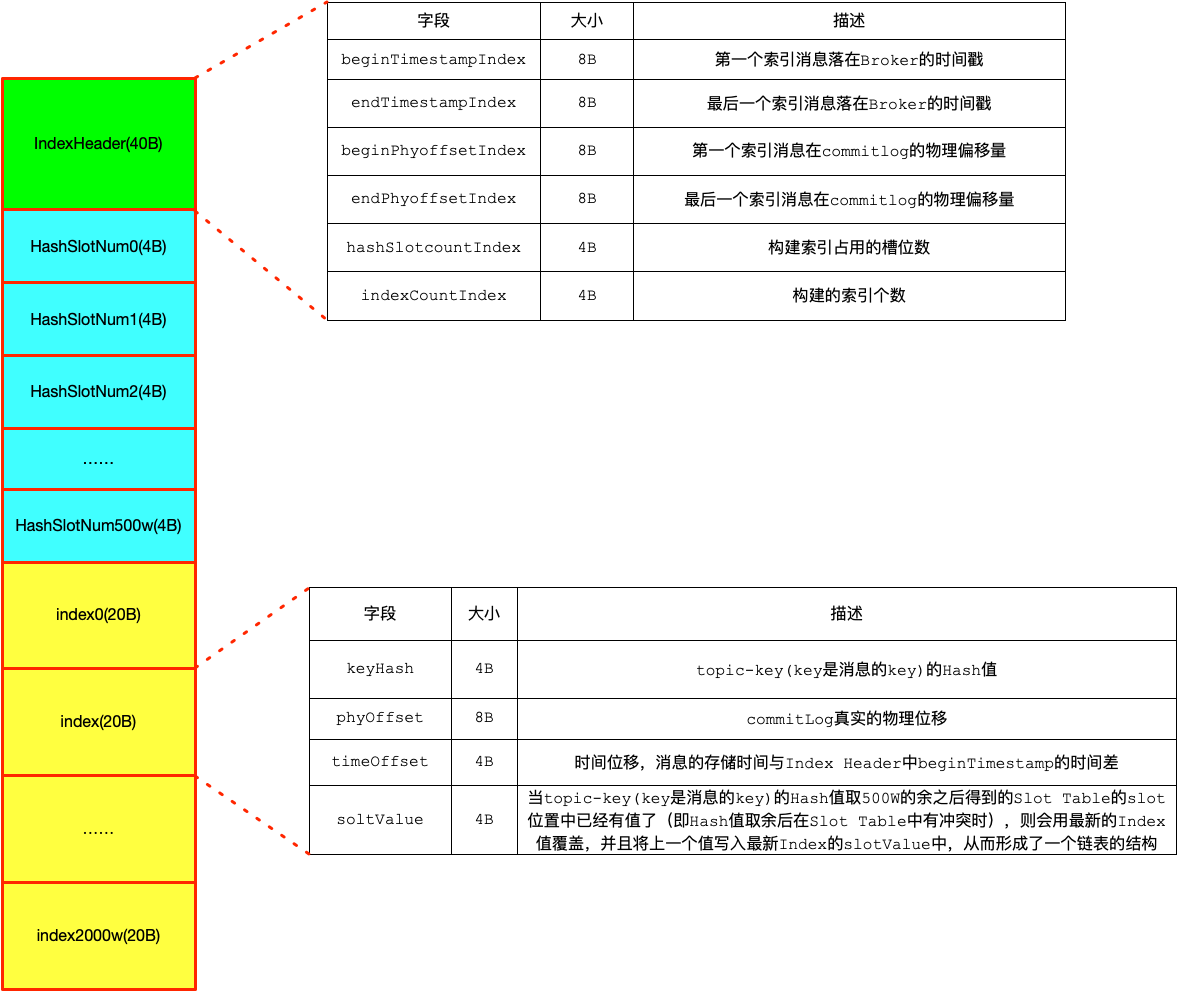 字段 大小 描述
beginTimestampIndex 8B 第一个索引消息落在Broker的时间戳
endTimestampIndex 8B 最后一个索引消息落在Broker的时间戳
beginPhyoffsetIndex 8B 第一个索引消息在commitlog的物理偏移量
endPhyoffsetIndex 8B 最后一个索引消息在commitlog的物理偏移量
hashSlotcountIndex 4B 构建索引占用的槽位数
indexCountIndex 4B 构建的索引个数
IndexHeader(40B)
HashSlotNum0(4B)
HashSlotNum1(4B)
HashSlotNum2(4B)
......
HashSlotNum500w(4B)
index0(20B)
index(20B)
......
index2000w(20B)
字段 大小 描述
keyHash 4B topic-key(key是消息的key)的Hash值
phyOffset 8B commitLog真实的物理位移
timeOffset 4B 时间位移，消息的存储时间与Index Header中beginTimestamp的时间差
soltValue 4B 当topic-key(key是消息的key)的Hash值取500W的余之后得到的Slot Table的slot
位置中已经有值了（即Hash值取余后在Slot Table中有冲突时），则会用最新的Index
值覆盖，并且将上一个值写入最新Index的slotValue中，从而形成了一个链表的结构